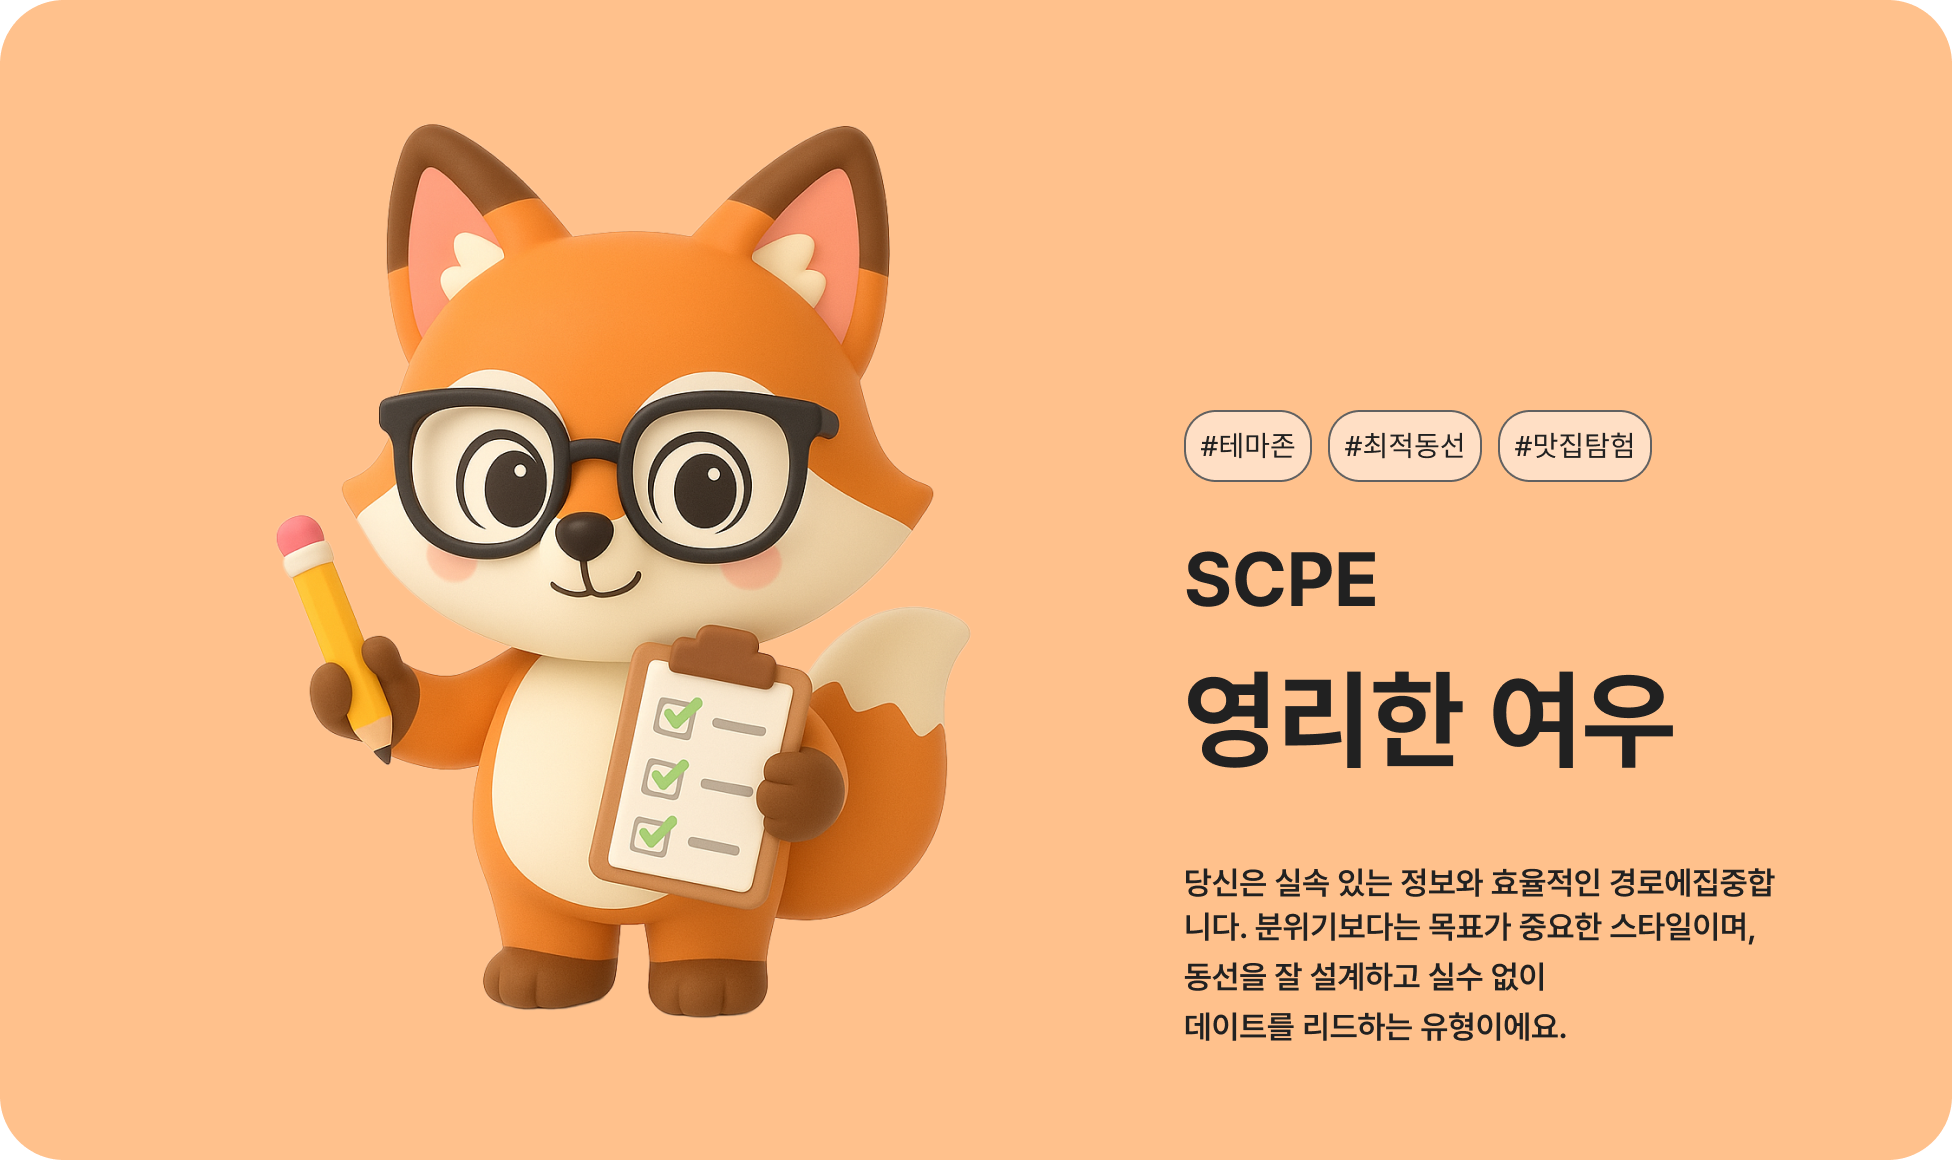 #테마존 #최적동선 #맛집탐험
SCPE
영리한 여우
당신은 실속 있는 정보와 효율적인 경로에집중합
니다. 분위기보다는 목표가 중요한 스타일이며,
동선을 잘 설계하고 실수 없이
데이트를 리드하는 유형이에요.